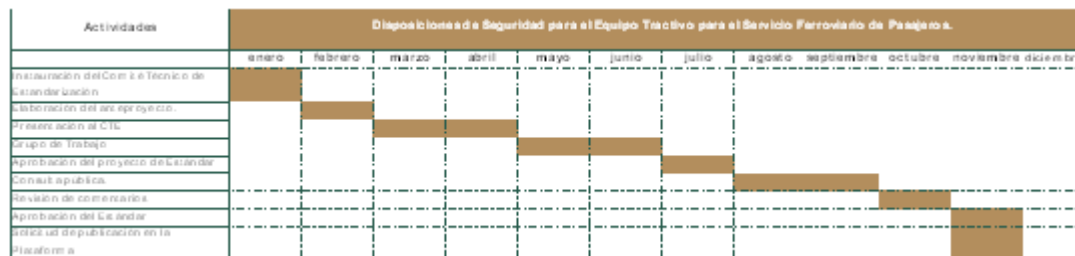 Actividades
Disposiciones de Seguridad para el Equipo Tractivo para el Servicio Ferroviario de Pasajeros.
enero febrero marzo abril mayo junio julio agosto septiembre octubre noviembre diciembr
Instauración del Comité Técnico de
Estandarización
Elaboración del anteproyecto.
Presentación al CTE
Grupo de Trabajo
Aprobación del proyecto de Estándar
Consulta pública
Revisión de comentarios
Aprobación del Estándar
Solicitud de publicación en la
Plataforma